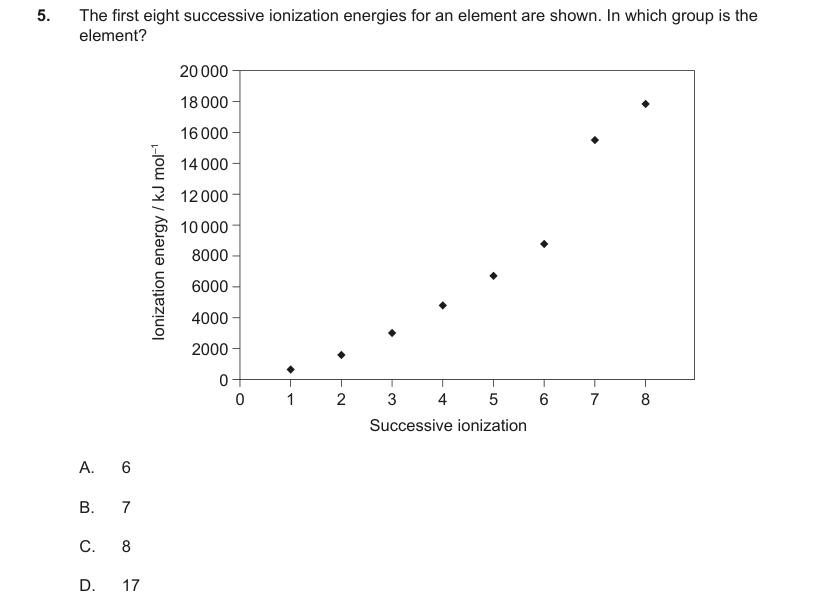 5. The first eight successive ionization energies for an element are shown. In which group is the
element?
20 000
18 000
16 000
14 000
12 000
10 000
8000
6000
4000
2000
0
Ionization energy / kJ mol⁻¹
0 1 2 3 4 5 6 7 8
Successive ionization
A. 6
B. 7
C. 8
D. 17